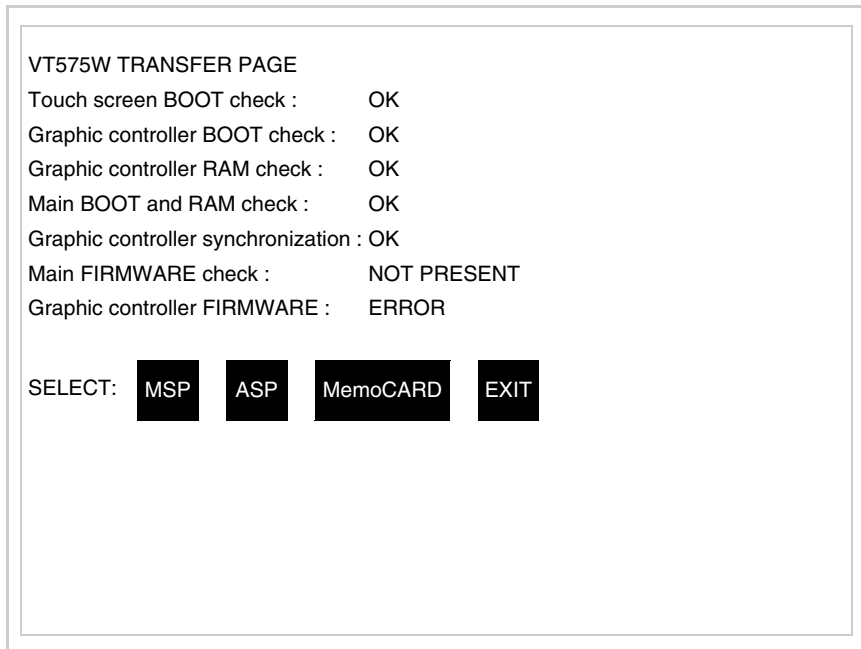 VT575W TRANSFER PAGE
Touch screen BOOT check : OK
Graphic controller BOOT check : OK
Graphic controller RAM check : OK
Main BOOT and RAM check : OK
Graphic controller synchronization : OK
Main FIRMWARE check : NOT PRESENT
Graphic controller FIRMWARE : ERROR
SELECT: MSP ASP MemoCARD EXIT